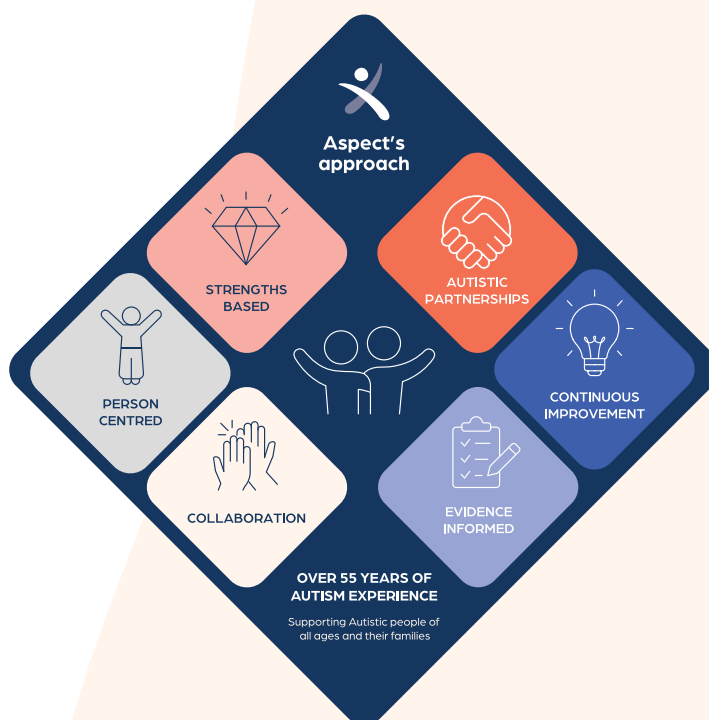 Aspect's
approach
STRENGTHS
BASED
AUTISTIC
PARTNERSHIPS
PERSON
CENTRED
CONTINUOUS
IMPROVEMENT
COLLABORATION
EVIDENCE
INFORMED
OVER 55 YEARS OF
AUTISM EXPERIENCE
Supporting Autistic people of
all ages and their families